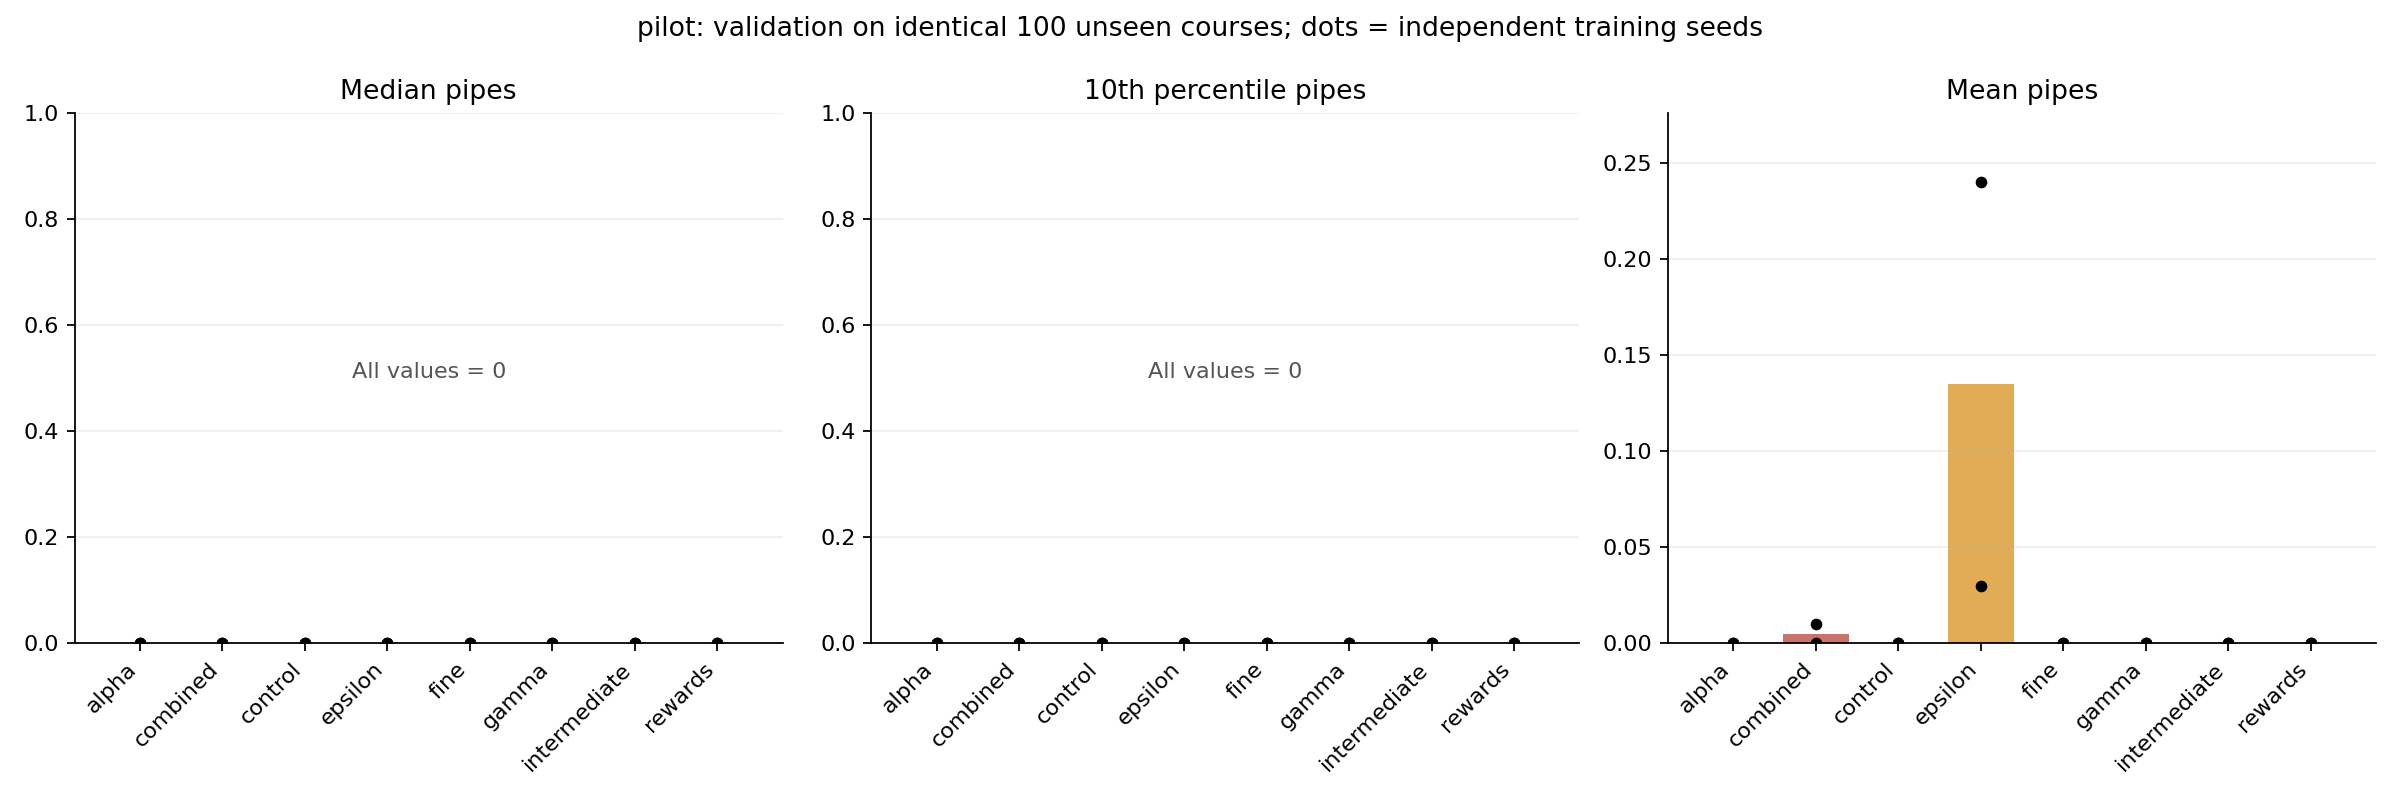 pilot: validation on identical 100 unseen courses; dots = independent training seeds
Median pipes
1.0
0.8
0.6
0.4
0.2
0.0
All values = 0
alpha
combined
control
epsilon
fine
gamma
intermediate
rewards
10th percentile pipes
1.0
0.8
0.6
0.4
0.2
0.0
All values = 0
alpha
combined
control
epsilon
fine
gamma
intermediate
rewards
Mean pipes
0.25
0.20
0.15
0.10
0.05
0.00
alpha
combined
control
epsilon
fine
gamma
intermediate
rewards